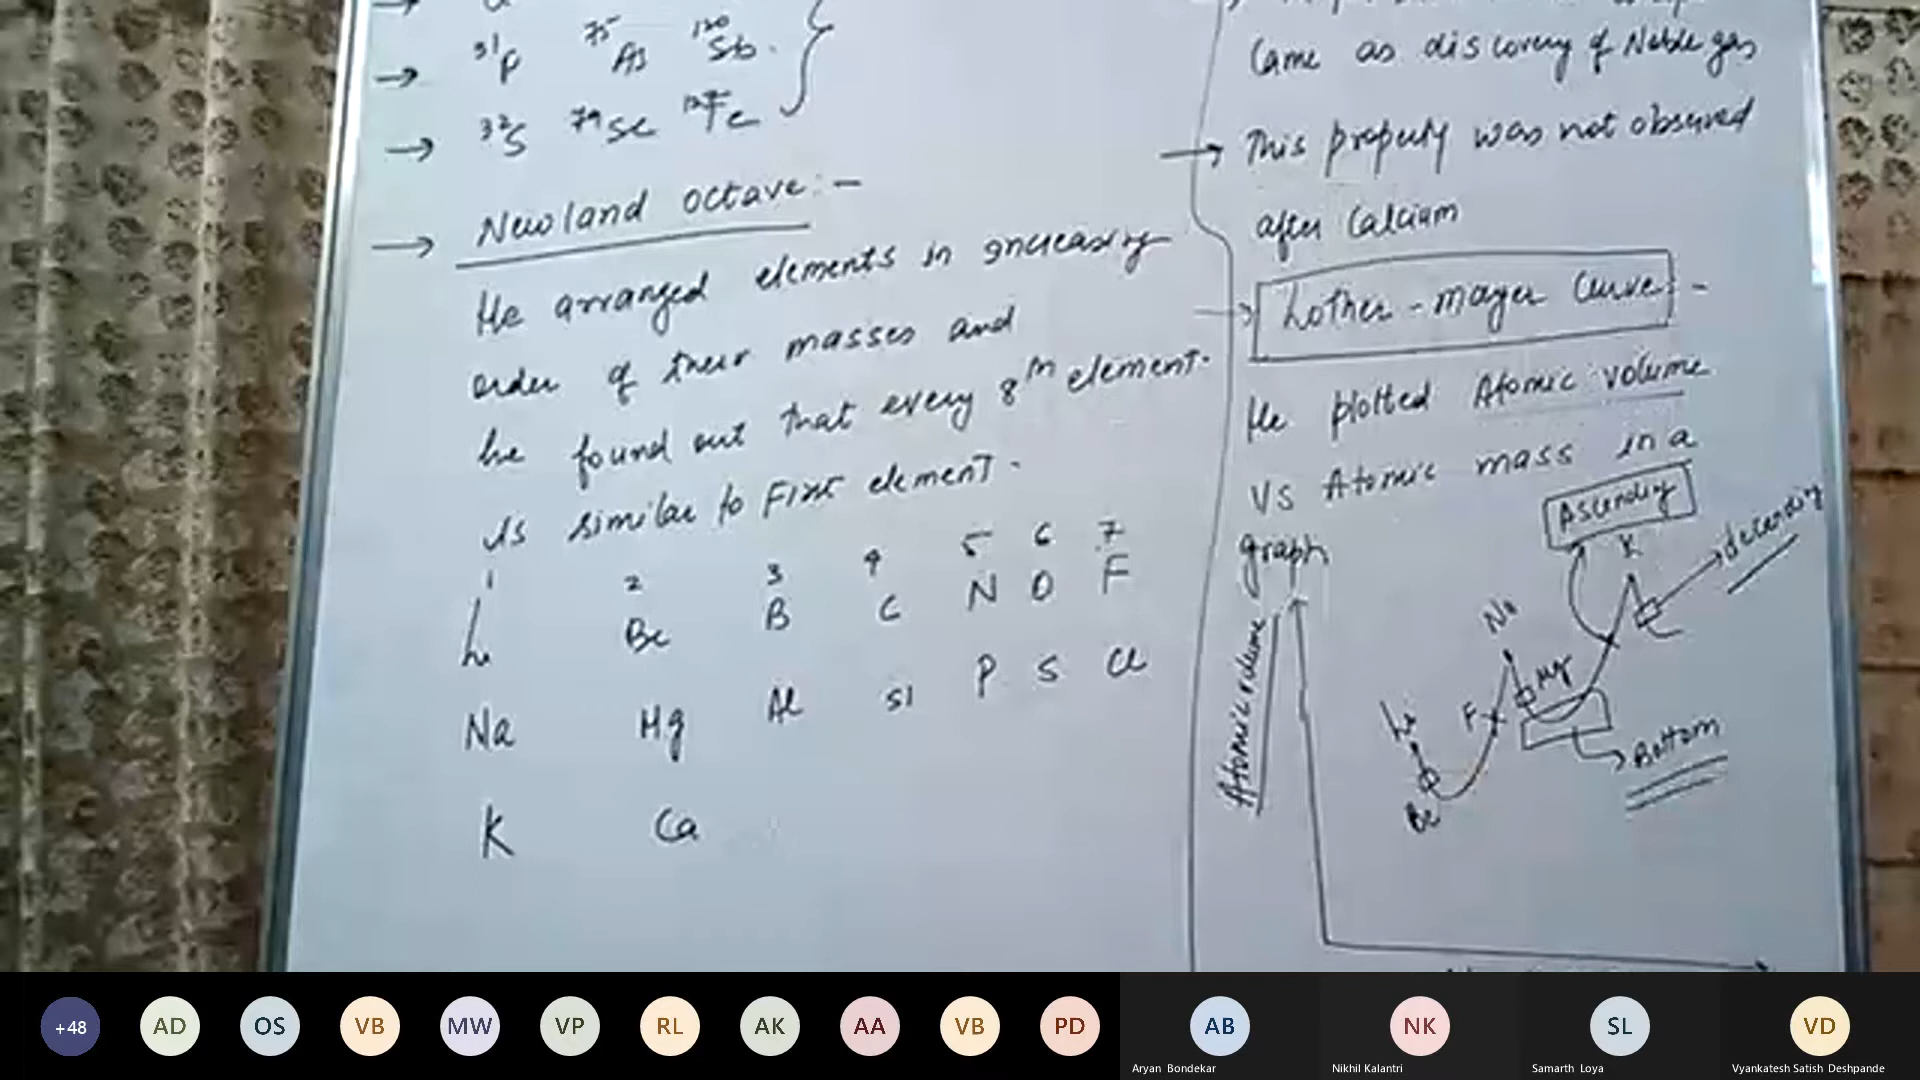 → 31P 75As 120Sb.
→ 32S 79Se 127Te
→ Newland octave:-
He arranged elements in increasing
order of their masses and
he found out that every 8th element.
is similar to First element.
1 2 3 4 5 6 7
Li Be B C N O F
Na Mg Al Si P S Cl
K Ca
Came as discovery of Noble gas
→ This property was not observed
after Calcium
→ Lother-mayer Curve:-
He plotted Atomic volume
vs Atomic mass in a
graph
Ascending
K
decending
Na
Mg
Li
F
Be
Bottom
Atomic volume
+48
AD
OS
VB
MW
VP
RL
AK
AA
VB
PD
AB
NK
SL
VD
Aryan Bondekar
Nikhil Kalantri
Samarth Loya
Vyankatesh Satish Deshpande